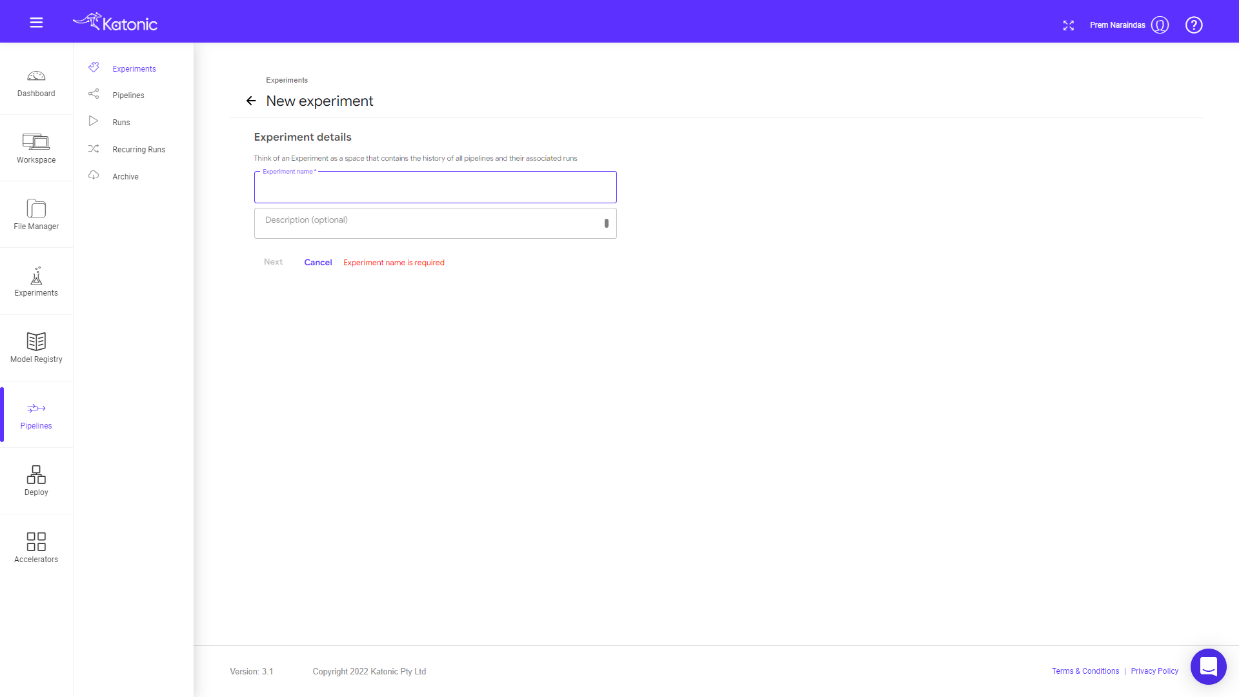 Katonic
Prem Naraindas
Dashboard
Workspace
File Manager
Experiments
Model Registry
Pipelines
Deploy
Accelerators
Experiments
Pipelines
Runs
Recurring Runs
Archive
Experiments
New experiment
Experiment details
Think of an Experiment as a space that contains the history of all pipelines and their associated runs
Experiment name *
Description (optional)
Next Cancel Experiment name is required
Version: 3.1 Copyright 2022 Katonic Pty Ltd Terms & Conditions | Privacy Policy